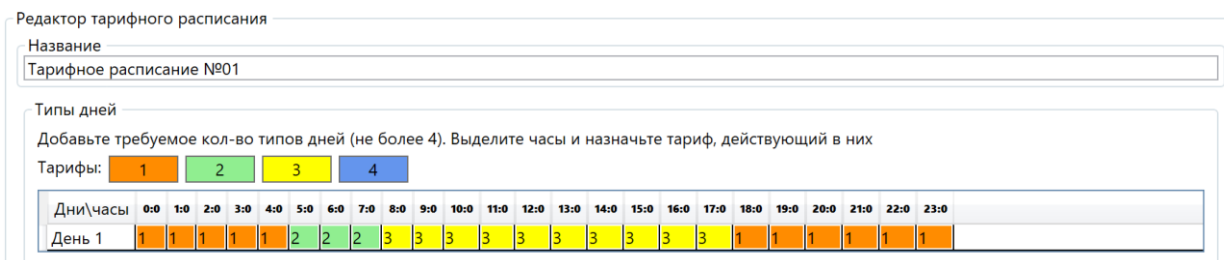 Редактор тарифного расписания
Название
Тарифное расписание №01
Типы дней
Добавьте требуемое кол-во типов дней (не более 4). Выделите часы и назначьте тариф, действующий в них
Тарифы: 1 2 3 4
Дни\часы 0:0 1:0 2:0 3:0 4:0 5:0 6:0 7:0 8:0 9:0 10:0 11:0 12:0 13:0 14:0 15:0 16:0 17:0 18:0 19:0 20:0 21:0 22:0 23:0
День 1 1 1 1 1 1 2 2 2 3 3 3 3 3 3 3 3 3 3 1 1 1 1 1 1